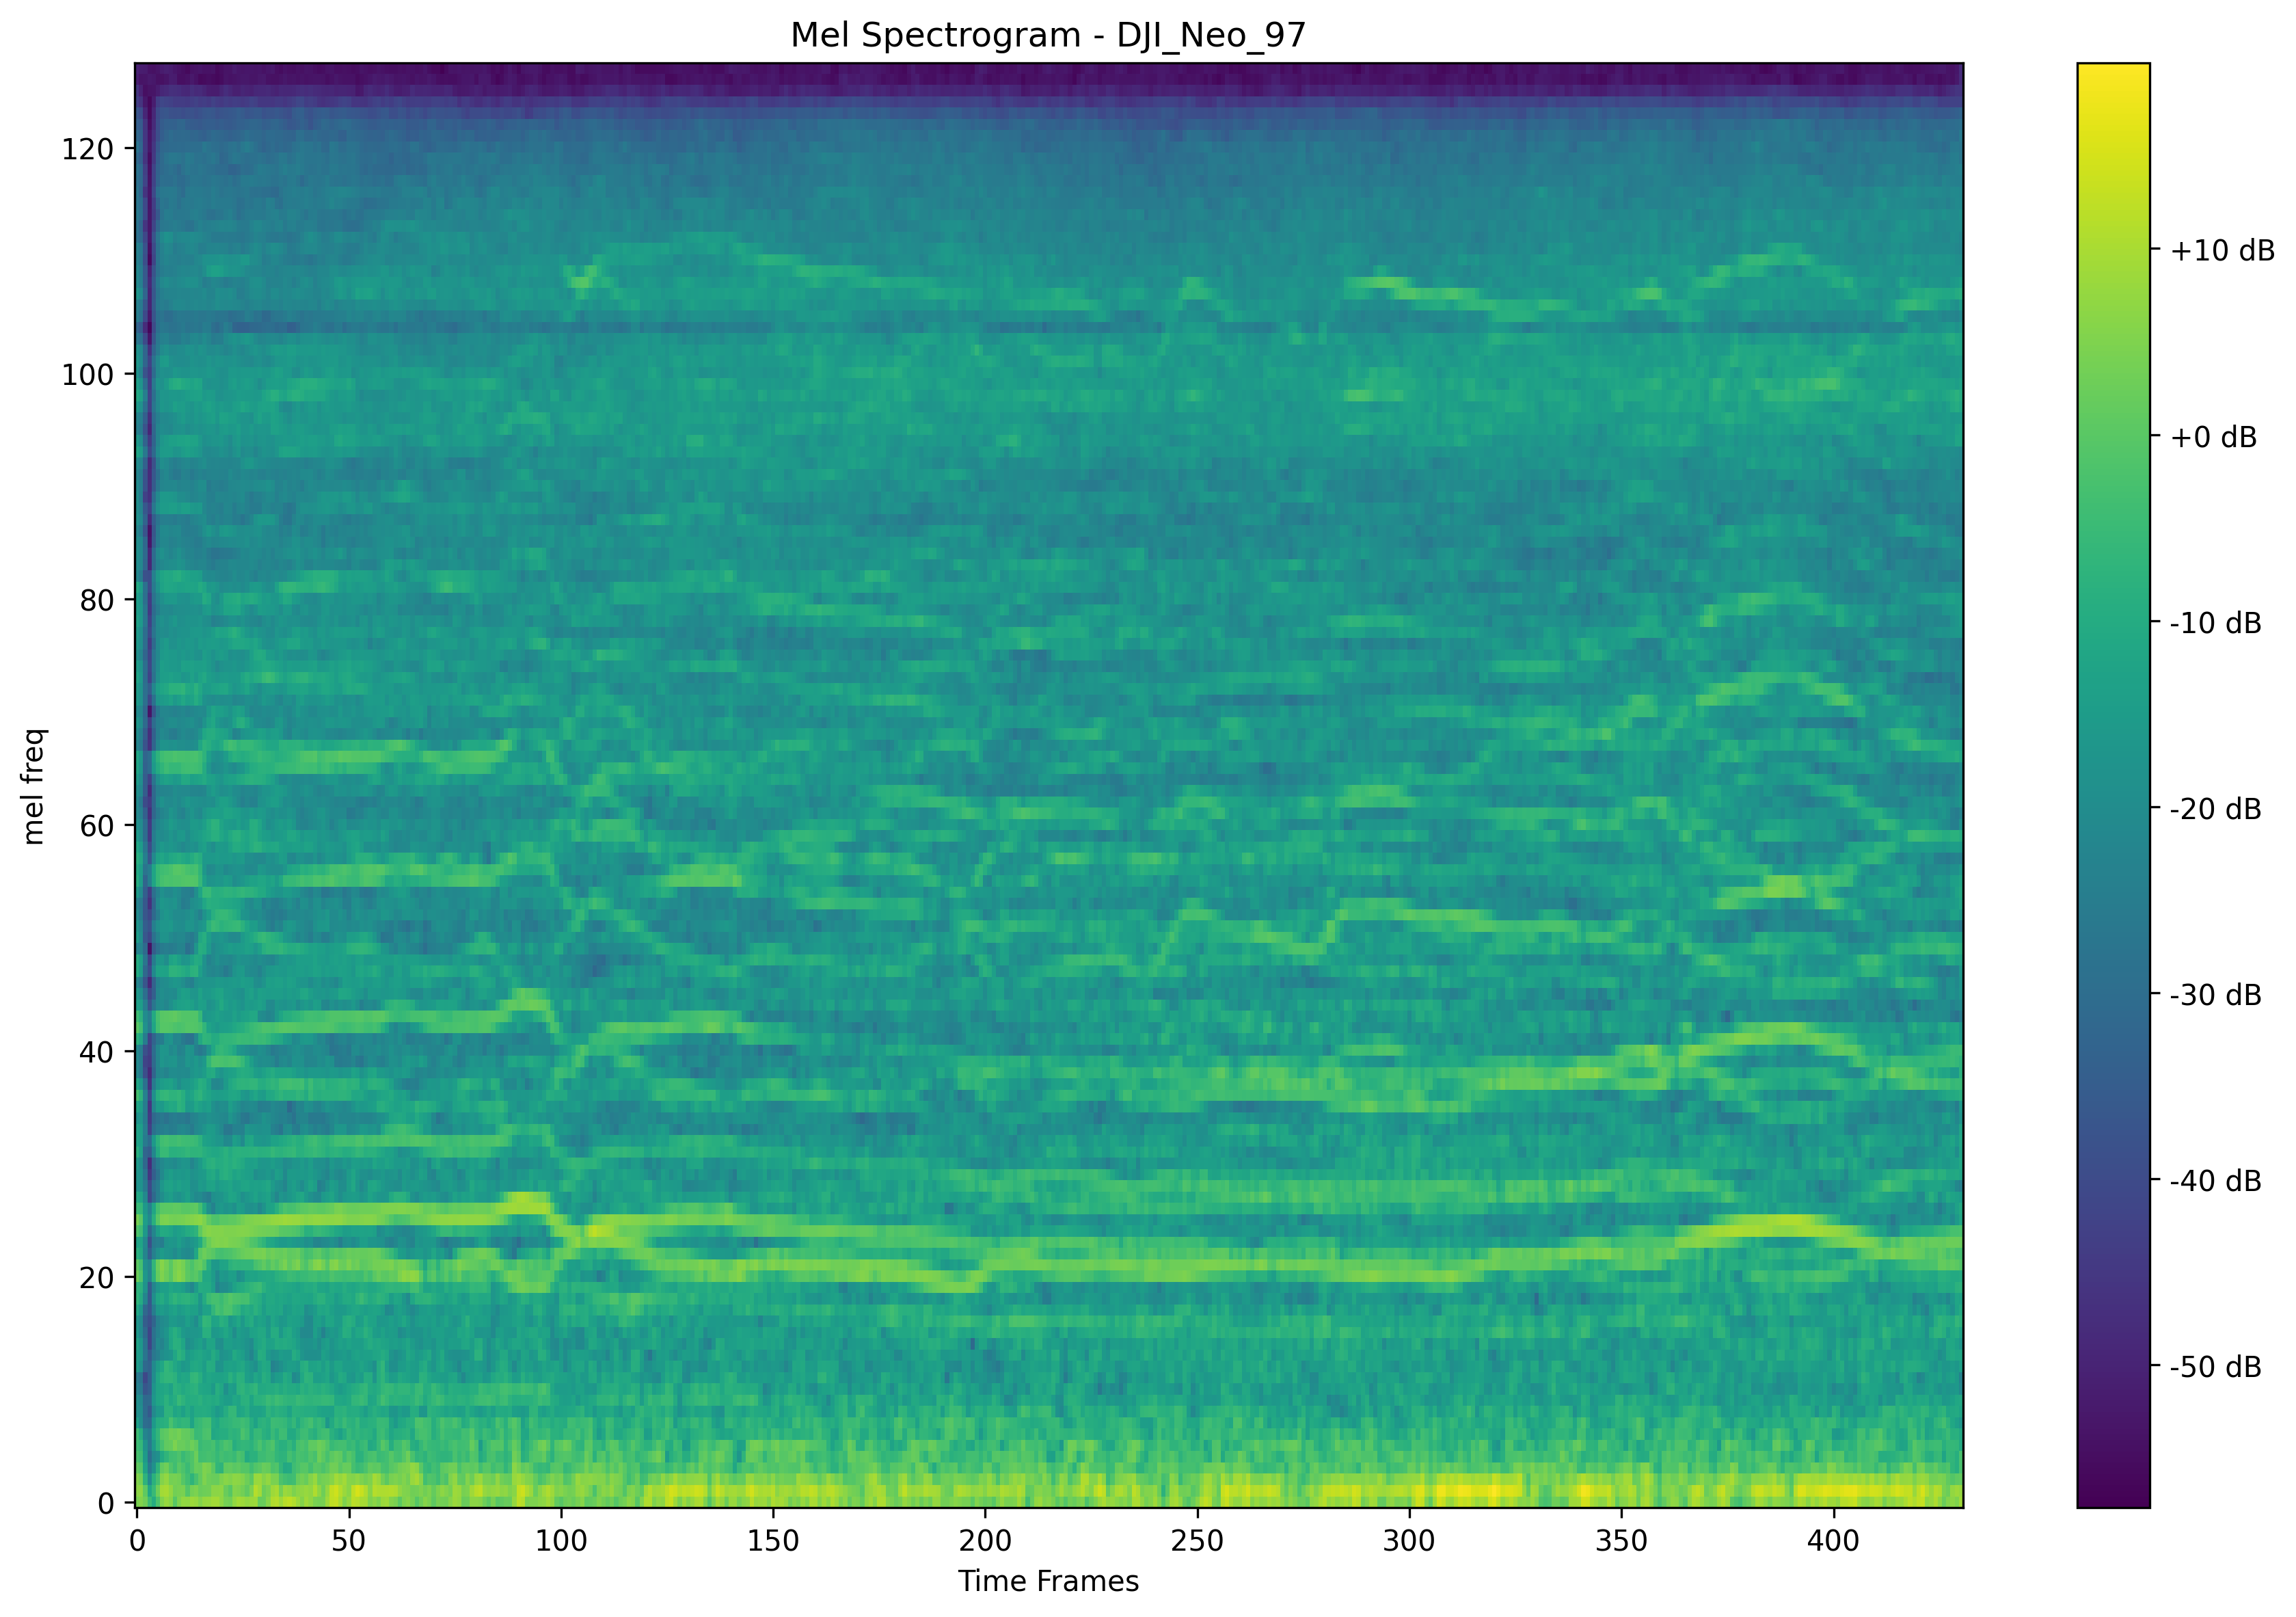 Mel Spectrogram - DJI_Neo_97
mel freq
120
100
80
60
40
20
0
0 50 100 150 200 250 300 350 400
Time Frames
+10 dB
+0 dB
-10 dB
-20 dB
-30 dB
-40 dB
-50 dB